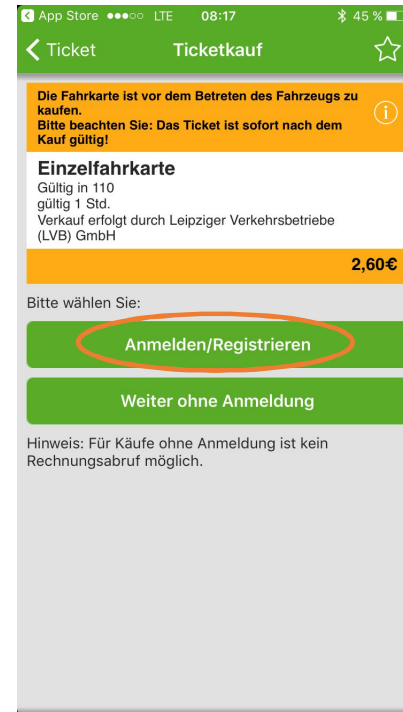 App Store LTE 08:17 45 %
Ticket Ticketkauf
Die Fahrkarte ist vor dem Betreten des Fahrzeugs zu
kaufen.
Bitte beachten Sie: Das Ticket ist sofort nach dem
Kauf gültig!
Einzelfahrkarte
Gültig in 110
gültig 1 Std.
Verkauf erfolgt durch Leipziger Verkehrsbetriebe
(LVB) GmbH
2,60€
Bitte wählen Sie:
Anmelden/Registrieren
Weiter ohne Anmeldung
Hinweis: Für Käufe ohne Anmeldung ist kein
Rechnungsabruf möglich.